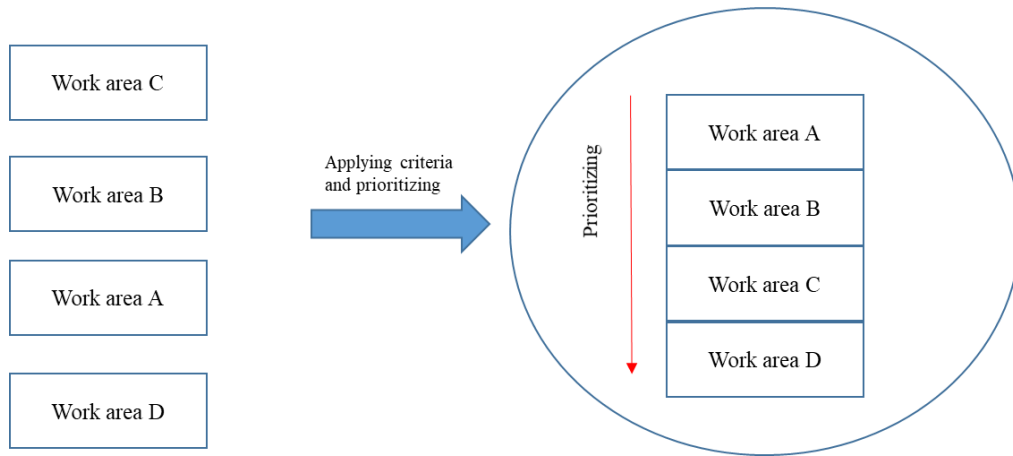 Work area C
Work area B
Work area A
Work area D
Applying criteria
and prioritizing
Prioritizing
Work area A
Work area B
Work area C
Work area D